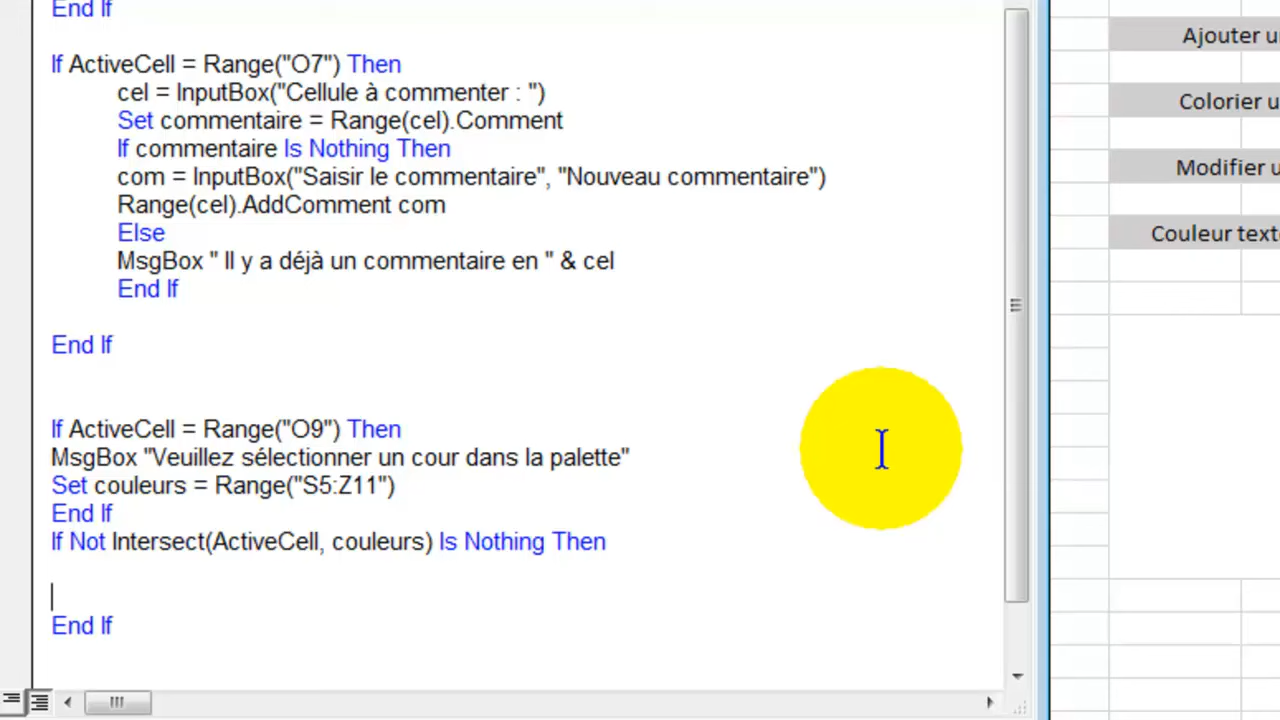 End If
If ActiveCell = Range("O7") Then
cel = InputBox("Cellule à commenter : ")
Set commentaire = Range(cel).Comment
If commentaire Is Nothing Then
com = InputBox("Saisir le commentaire", "Nouveau commentaire")
Range(cel).AddComment com
Else
MsgBox " Il y a déjà un commentaire en " & cel
End If
End If
If ActiveCell = Range("O9") Then
MsgBox "Veuillez sélectionner un cour dans la palette"
Set couleurs = Range("S5:Z11")
End If
If Not Intersect(ActiveCell, couleurs) Is Nothing Then
End If
Ajouter u
Colorier u
Modifier u
Couleur text